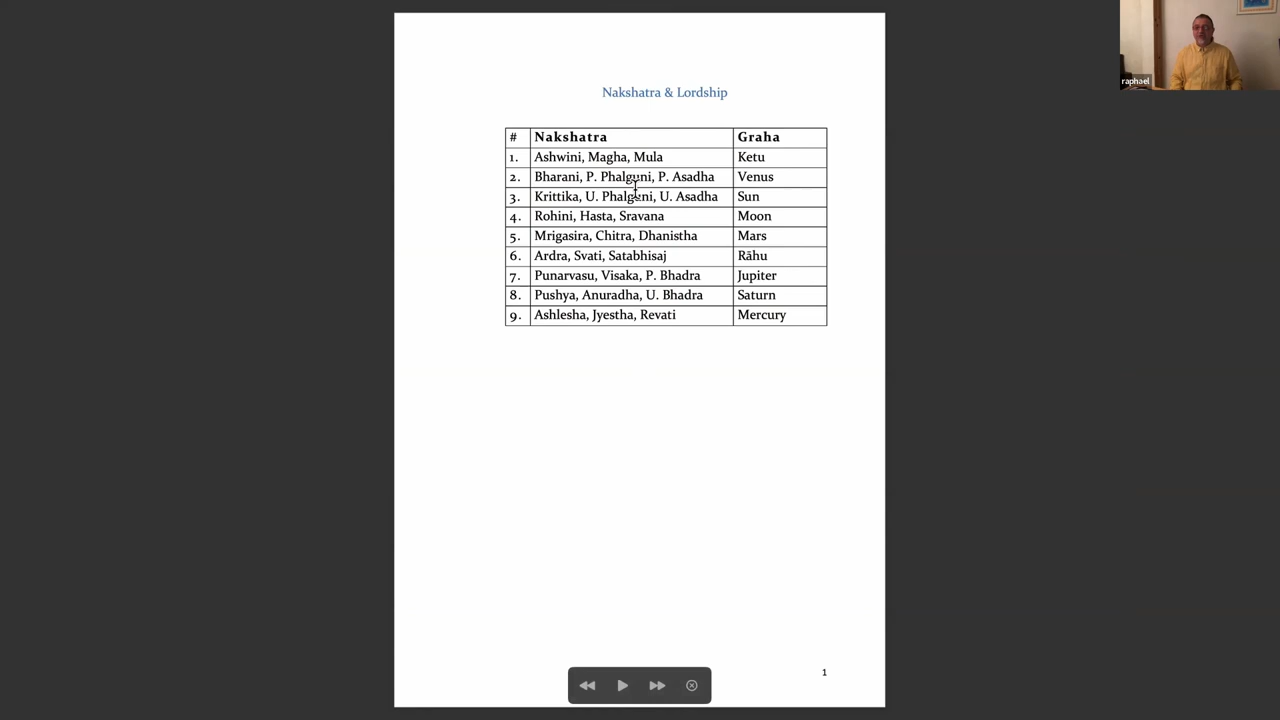 raphael
Nakshatra & Lordship
# Nakshatra Graha
1. Ashwini, Magha, Mula Ketu
2. Bharani, P. Phalguni, P. Asadha Venus
3. Krittika, U. Phalguni, U. Asadha Sun
4. Rohini, Hasta, Sravana Moon
5. Mrigasira, Chitra, Dhanistha Mars
6. Ardra, Svati, Satabhisaj Rāhu
7. Punarvasu, Visaka, P. Bhadra Jupiter
8. Pushya, Anuradha, U. Bhadra Saturn
9. Ashlesha, Jyestha, Revati Mercury
1